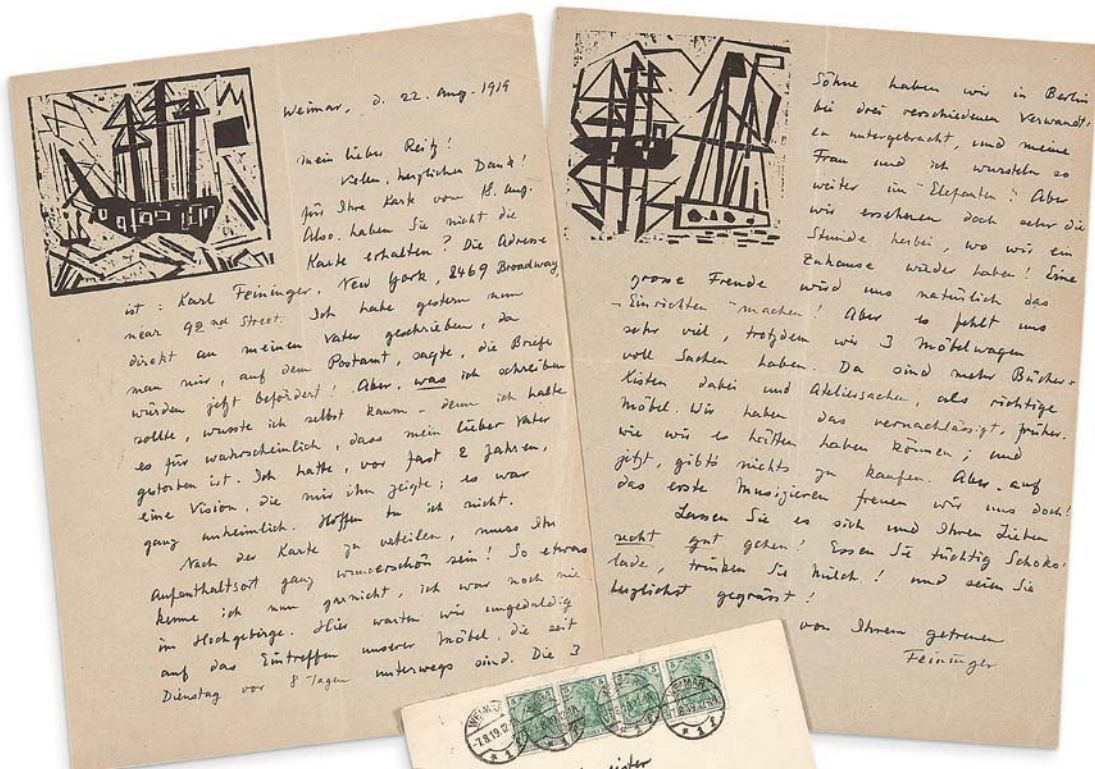 Weimar, d. 22. Aug. 1919
Mein lieber Reitz!
Vielen, herzlichen Dank!
für Ihre Karte vom 18. Aug.
Also haben Sie nicht die
Karte erhalten? Die Adresse
ist: Karl Feininger, New York, 2469 Broadway
near 92nd Street. Ich habe gestern nun
direkt an meinen Vater geschrieben, da
man mir, auf dem Postamt, sagte, die Briefe
würden jetzt befördert! Aber, was ich schreiben
sollte, wusste ich selbst kaum – denn ich halte
es für wahrscheinlich, dass mein lieber Vater
gestorben ist. Ich hatte, vor fast 2 Jahren,
eine Vision, die mir ihn zeigte; es war
ganz unheimlich. Hoffen tu ich nicht.
Nach der Karte zu urteilen, muss Ihr
Aufenthaltsort ganz wunderschön sein! So etwas
kenne ich nun garnicht, ich war noch nie
im Hochgebirge. Hier warten wir ungeduldig
auf das Eintreffen unserer Möbel, die seit
Dienstag vor 8 Tagen unterwegs sind. Die 3
Söhne haben wir in Berlin
bei drei verschiedenen Verwandt-
en untergebracht, und meine
Frau und ich wursteln so
weiter im "Elefanten". Aber
wir ersehnen doch sehr die
Stunde herbei, wo wir ein
Zuhause wieder haben! Eine
grosse Freude wird uns natürlich das
"Einrichten" machen! Aber es fehlt uns
sehr viel, trotzdem wir 3 Möbelwagen
voll Sachen haben. Da sind mehr Bücher-
Kisten dabei und Ateliersachen, als richtige
Möbel. Wir haben das vernachlässigt, früher.
wie wir es hätten haben können; und
jetzt, gibts nichts zu kaufen. Aber auf
das erste Musizieren freuen wir uns doch!
Lassen Sie es sich und Ihren Lieben
recht gut gehen! Essen Sie tüchtig Schoko-
lade, trinken Sie Milch! und seien Sie
herzlichst gegrüsst!
von Ihrem getreuen
Feininger
WEIMAR
-7.8.19.12-1N
WEIMAR